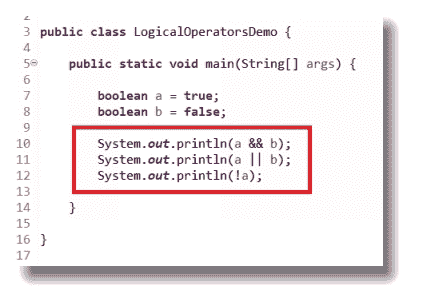 2
3 public class LogicalOperatorsDemo {
4
5 public static void main(String[] args) {
6
7 boolean a = true;
8 boolean b = false;
9
10 System.out.println(a && b);
11 System.out.println(a || b);
12 System.out.println(!a);
13
14 }
15
16 }
17